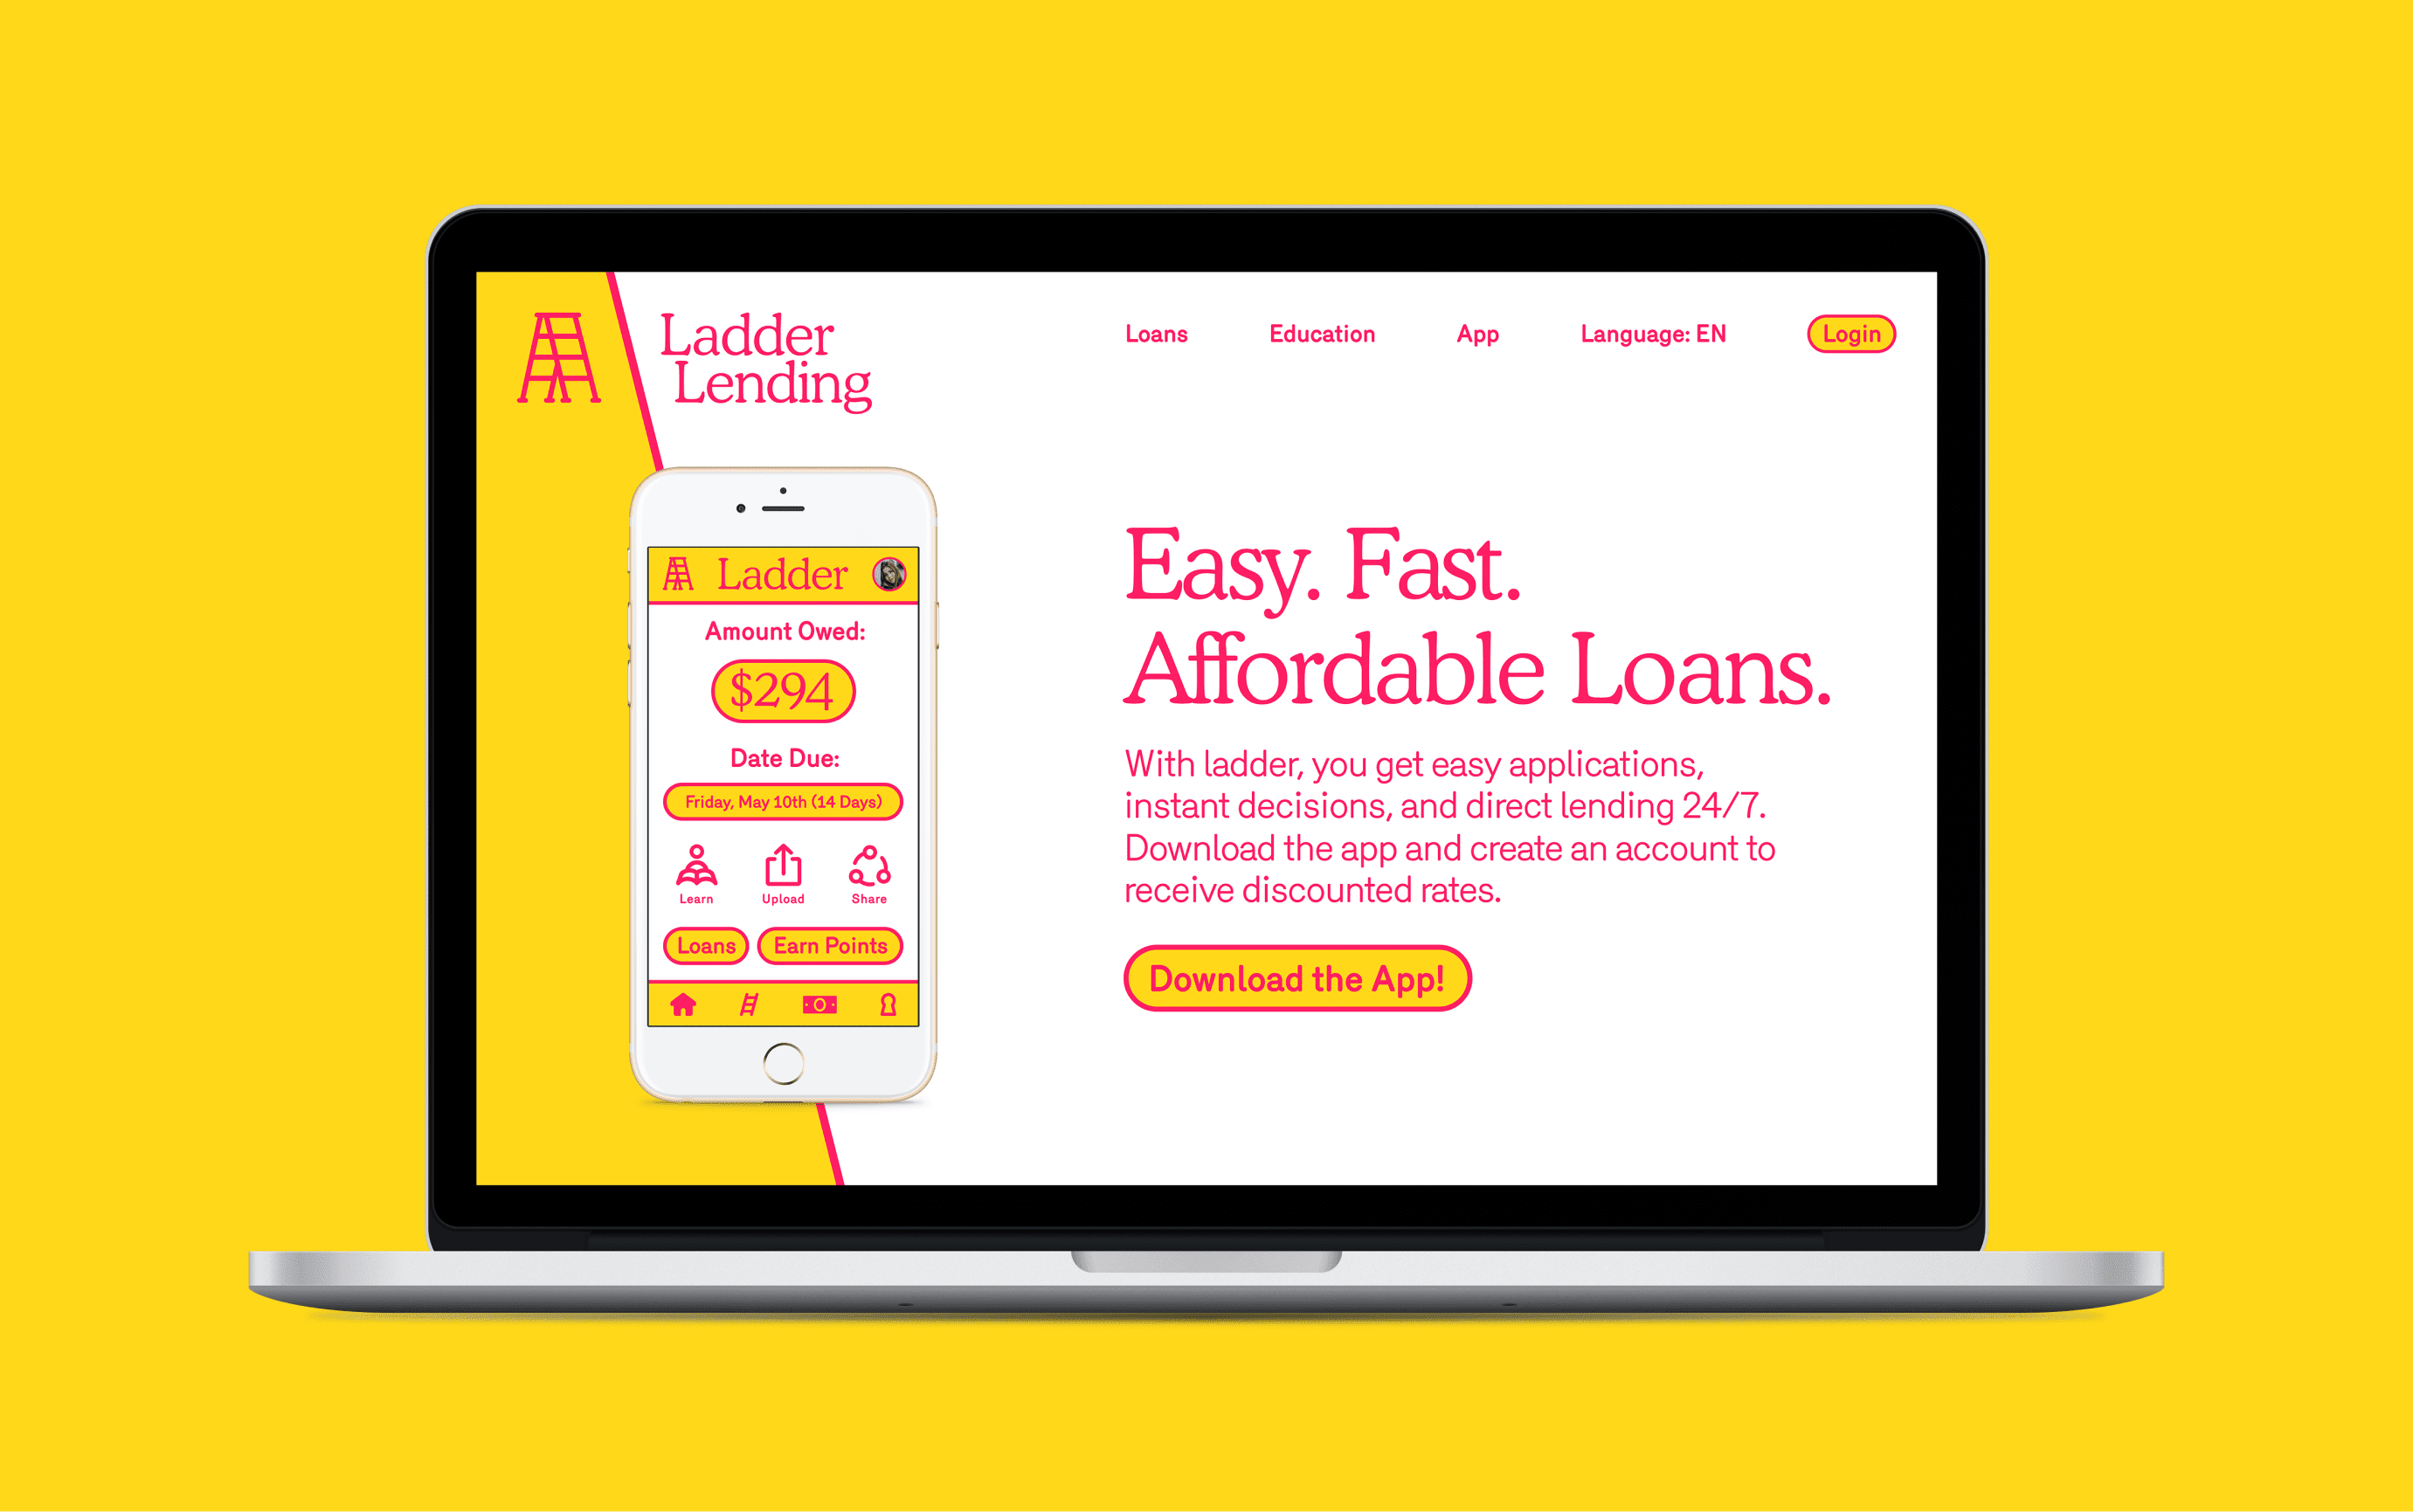 Ladder
Lending
Loans
Education
App
Language: EN
Login
Ladder
Amount Owed:
$294
Date Due:
Friday, May 10th (14 Days)
Learn
Upload
Share
Loans
Earn Points
Easy. Fast.
Affordable Loans.
With ladder, you get easy applications,
instant decisions, and direct lending 24/7.
Download the app and create an account to
receive discounted rates.
Download the App!